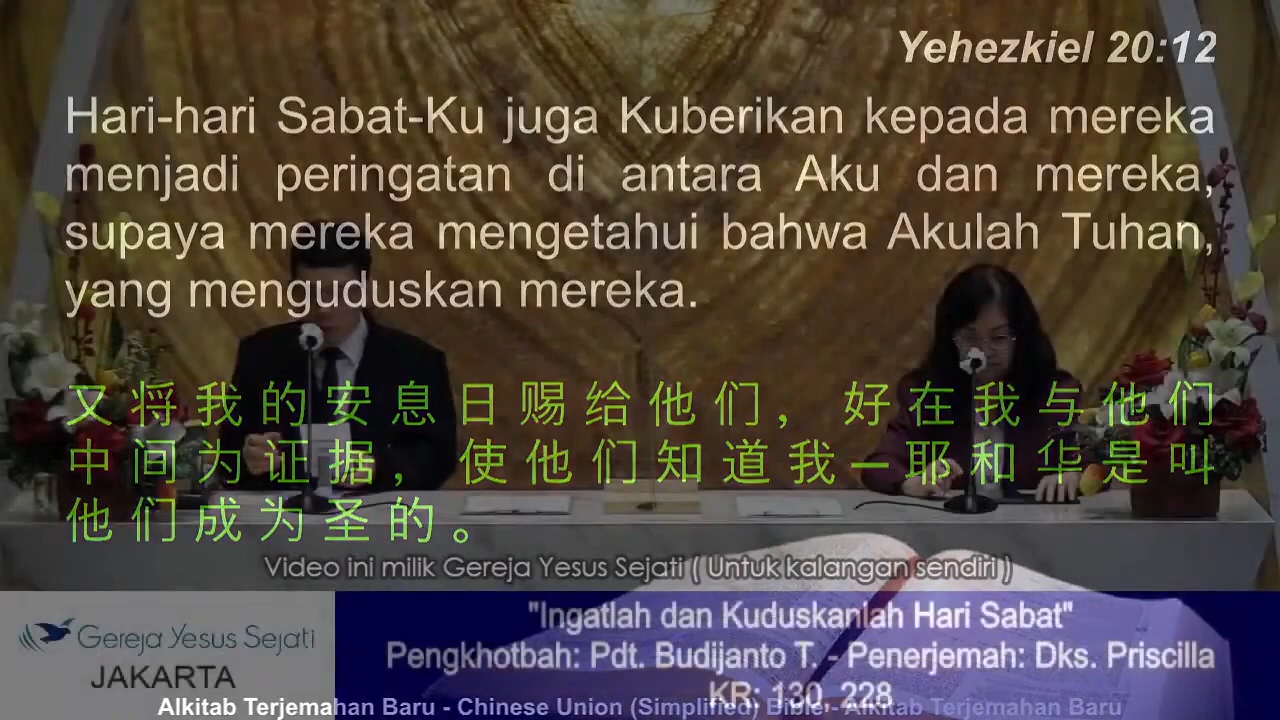 Yehezkiel 20:12
Hari-hari Sabat-Ku juga Kuberikan kepada mereka
menjadi peringatan di antara Aku dan mereka,
supaya mereka mengetahui bahwa Akulah Tuhan,
yang menguduskan mereka.
又将我的安息日赐给他们，好在我与他们
中间为证据，使他们知道我─耶和华是叫
他们成为圣的。
Video ini milik Gereja Yesus Sejati ( Untuk kalangan sendiri )
"Ingatlah dan Kuduskanlah Hari Sabat"
Pengkhotbah: Pdt. Budijanto T. - Penerjemah: Dks. Priscilla
KR: 130, 228
Gereja Yesus Sejati
JAKARTA
Alkitab Terjemahan Baru - Chinese Union (Simplified) Bible - Alkitab Terjemahan Baru